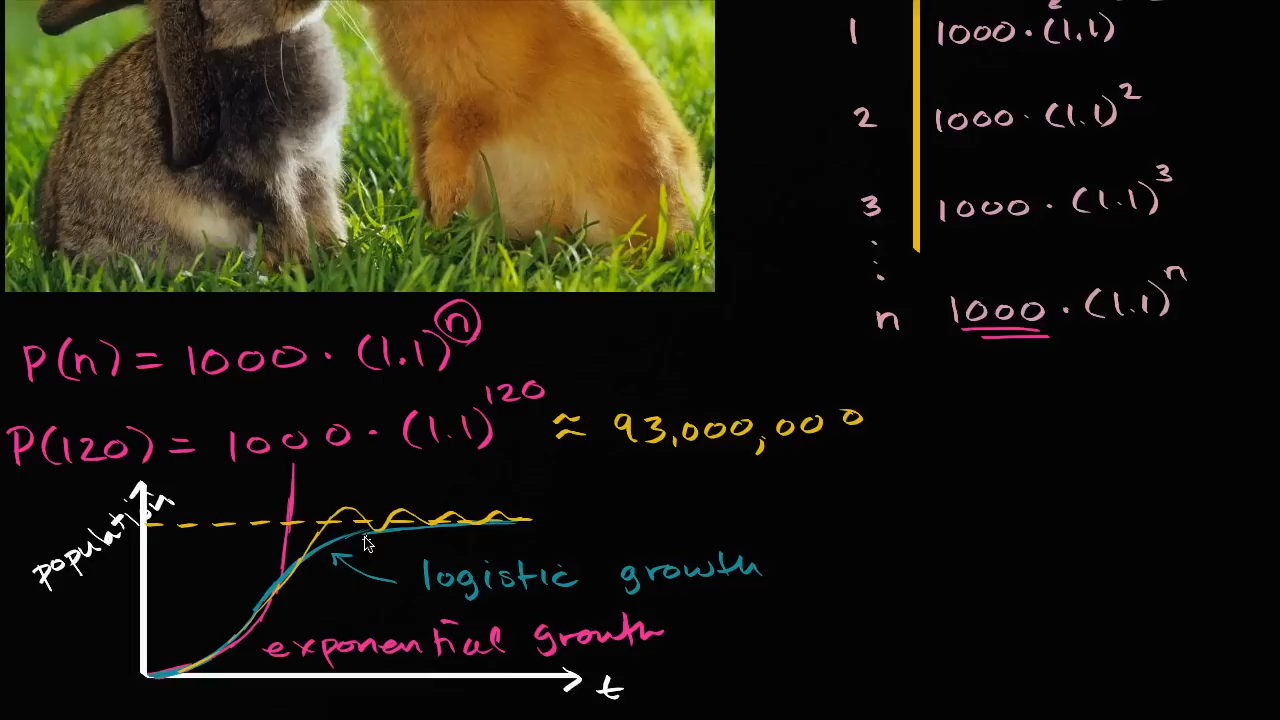 1 1000 · (1.1)
2 1000 · (1.1)²
3 1000 · (1.1)³
⋮
n 1000 · (1.1)ⁿ
P(n) = 1000 · (1.1)ⁿ
P(120) = 1000 · (1.1)¹²⁰ ≈ 93,000,000
population
logistic growth
exponential growth
t